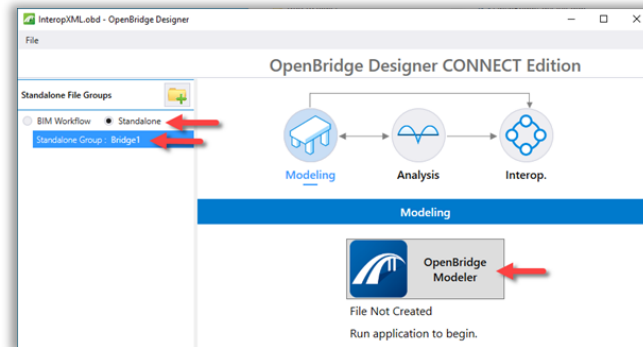 InteropXML.obd - OpenBridge Designer
File
OpenBridge Designer CONNECT Edition
Standalone File Groups
BIM Workflow Standalone
Standalone Group : Bridge1
Modeling Analysis Interop.
Modeling
OpenBridge
Modeler
File Not Created
Run application to begin.